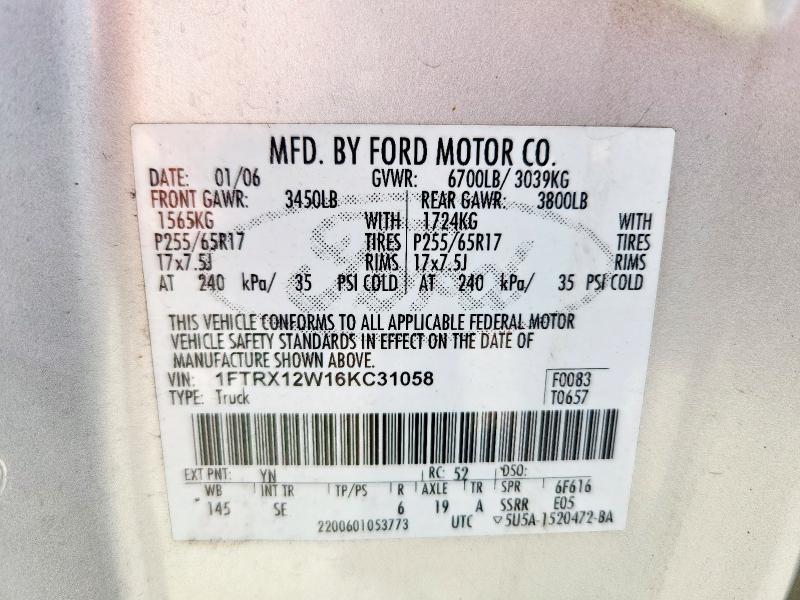 MFD. BY FORD MOTOR CO.
DATE: 01/06 GVWR: 6700LB/ 3039KG
FRONT GAWR: 3450LB REAR GAWR: 3800LB
1565KG WITH 1724KG WITH
P255/65R17 TIRES P255/65R17 TIRES
17x7.5J RIMS 17x7.5J RIMS
AT 240 kPa/ 35 PSI COLD AT 240 kPa/ 35 PSI COLD
Ford
THIS VEHICLE CONFORMS TO ALL APPLICABLE FEDERAL MOTOR
VEHICLE SAFETY STANDARDS IN EFFECT ON THE DATE OF
MANUFACTURE SHOWN ABOVE.
VIN: 1FTRX12W16KC31058 F0083
TYPE: Truck T0657
EXT PNT: YN RC: 52 DSO:
WB INT TR TP/PS R AXLE TR SPR 6F616
145 SE 6 19 A SSRR E05
2200601053773 UTC ▽5U5A-1520472-BA